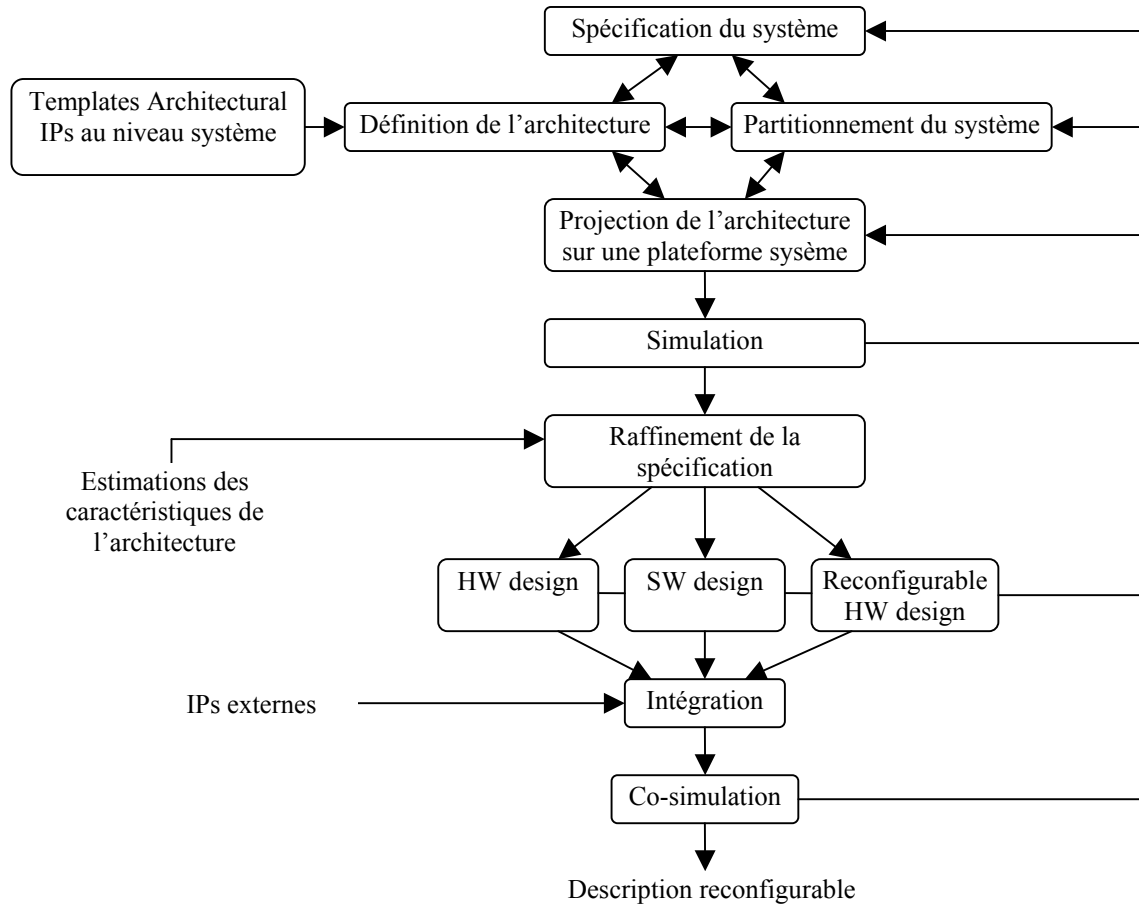 Spécification du système
Templates Architectural
IPs au niveau système
Définition de l’architecture
Partitionnement du système
Projection de l’architecture
sur une plateforme sysème
Simulation
Raffinement de la
spécification
Estimations des
caractéristiques de
l’architecture
HW design
SW design
Reconfigurable
HW design
IPs externes
Intégration
Co-simulation
Description reconfigurable